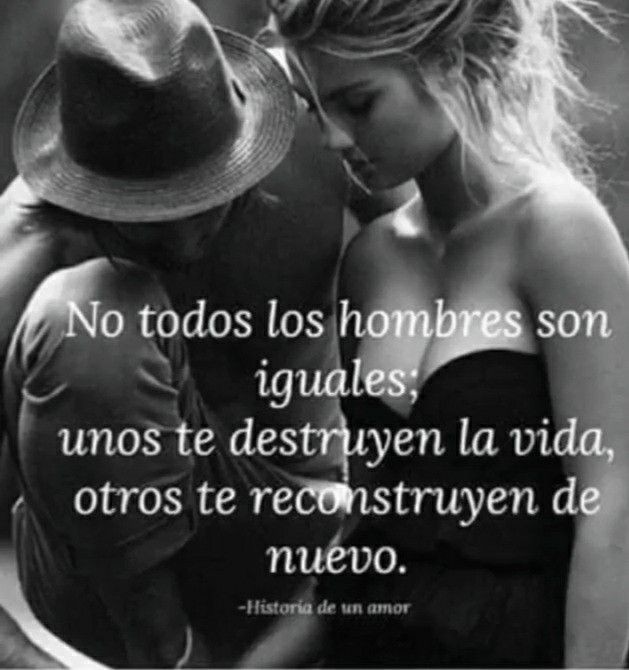 No todos los hombres son
iguales;
unos te destruyen la vida,
otros te reconstruyen de
nuevo.
-Historia de un amor